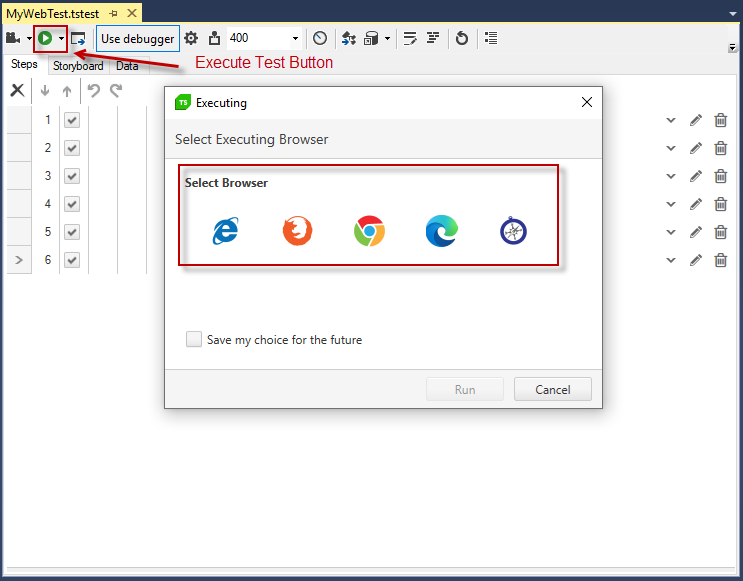 MyWebTest.tstest
Use debugger
400
Execute Test Button
Steps
Storyboard
Data
TS Executing
Select Executing Browser
Select Browser
1
2
3
4
5
6
Save my choice for the future
Run
Cancel